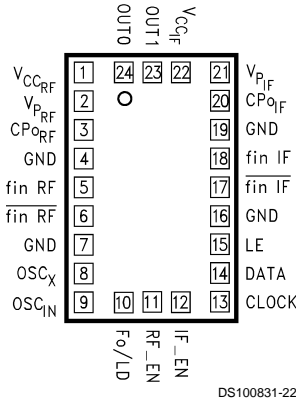 OUT0 OUT1 VCCIF
VCCRF 1 24 23 22 21 VPIF
VPRF 2 20 CPoIF
CPoRF 3 19 GND
GND 4 18 fin IF
fin RF 5 17 fin IF
fin RF 6 16 GND
GND 7 15 LE
OSCX 8 14 DATA
OSCIN 9 10 11 12 13 CLOCK
Fo/LD RF_EN IF_EN
DS100831-22